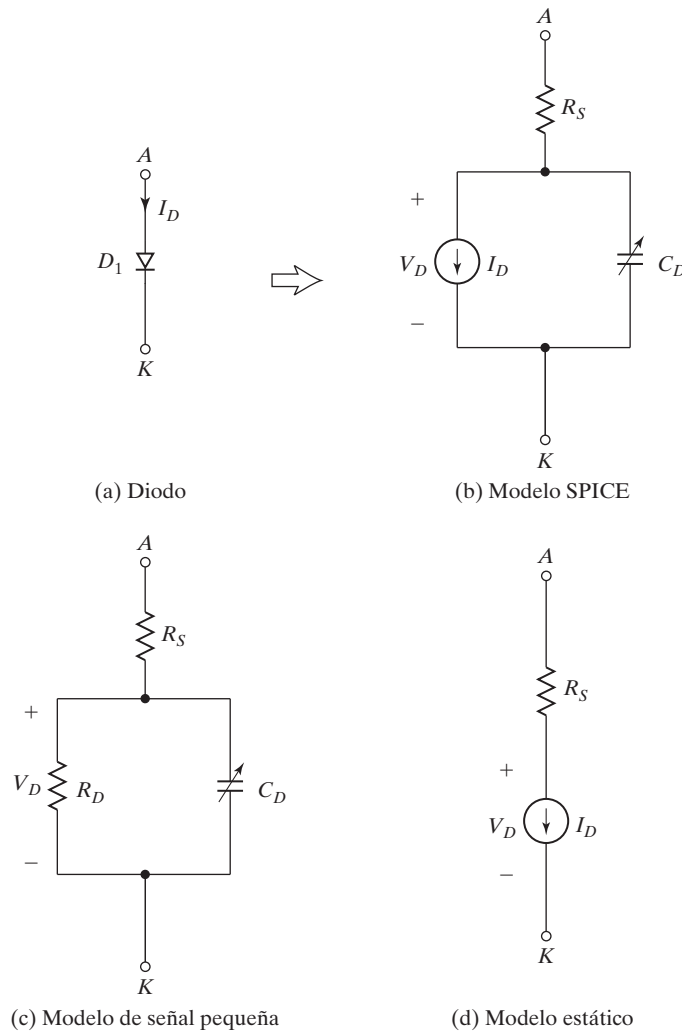 A
I_D
D_1
K
(a) Diodo
A
R_S
+
V_D
I_D
C_D
−
K
(b) Modelo SPICE
A
R_S
+
V_D
R_D
C_D
−
K
(c) Modelo de señal pequeña
A
R_S
+
V_D
I_D
−
K
(d) Modelo estático